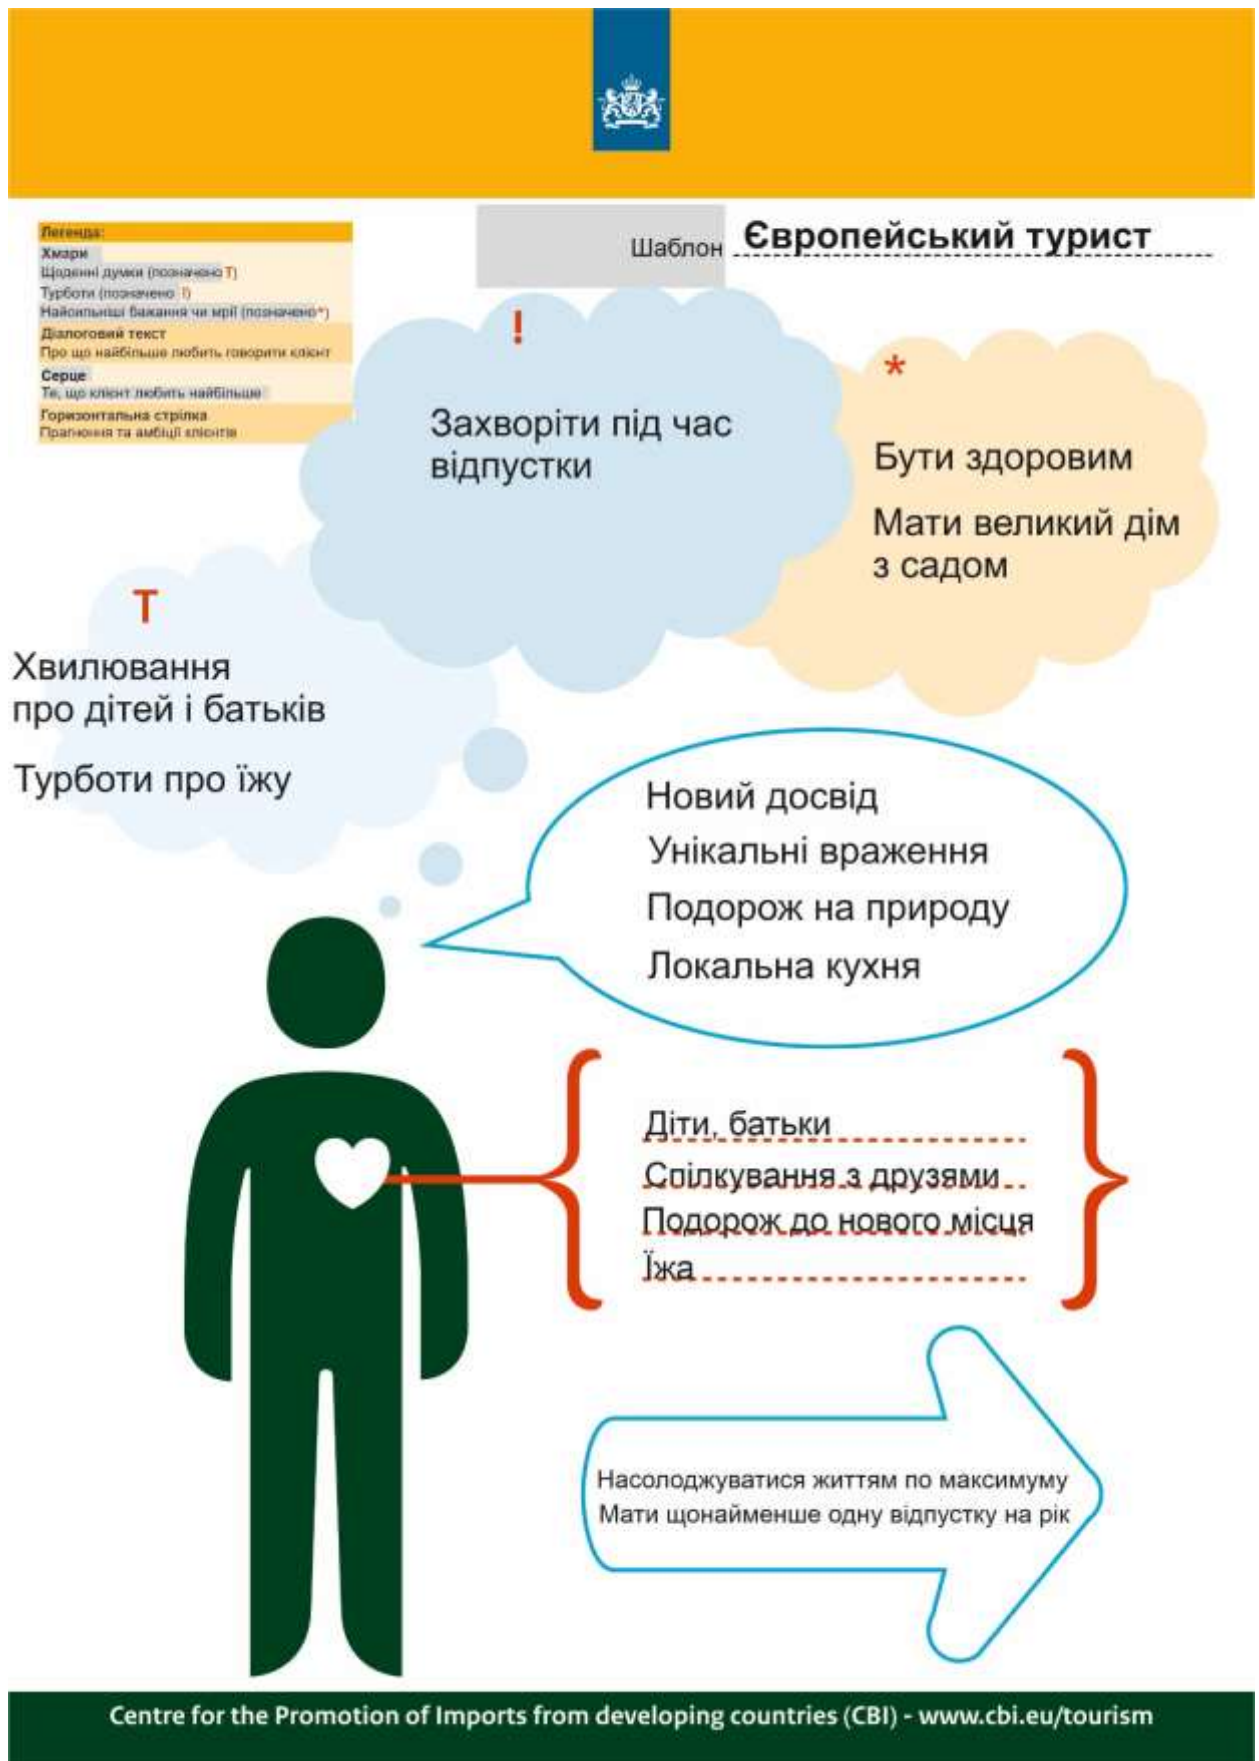 Легенда:
Хмари
Щоденні думки (позначено Т)
Турботи (позначено !)
Найсильніші бажання чи мрії (позначено*)
Діалоговий текст
Про що найбільше любить говорити клієнт
Серце
Те, що клієнт любить найбільше
Горизонтальна стрілка
Прагнення та амбіції клієнтів
Шаблон Європейський турист
!
Захворіти під час
відпустки
*
Бути здоровим
Мати великий дім
з садом
Т
Хвилювання
про дітей і батьків
Турботи про їжу
Новий досвід
Унікальні враження
Подорож на природу
Локальна кухня
Діти, батьки
Спілкування з друзями
Подорож до нового місця
Їжа
Насолоджуватися життям по максимуму
Мати щонайменше одну відпустку на рік
Centre for the Promotion of Imports from developing countries (CBI) - www.cbi.eu/tourism